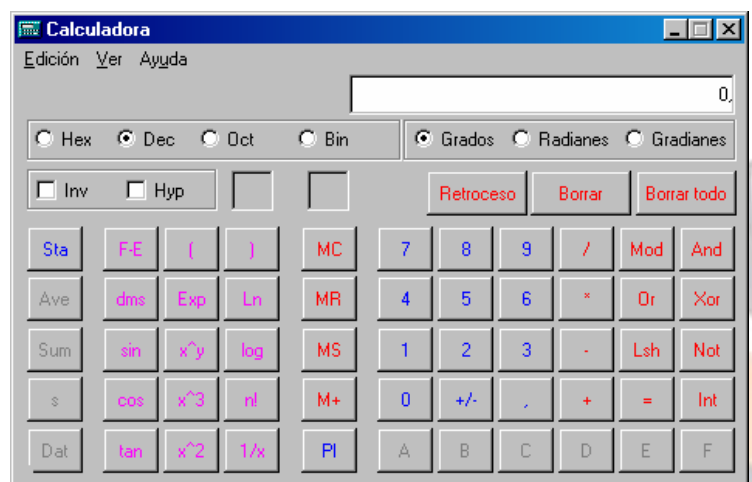 Calculadora
Edición Ver Ayuda
0,
Hex Dec Oct Bin Grados Radianes Gradianes
Inv Hyp Retroceso Borrar Borrar todo
Sta F-E ( ) MC 7 8 9 / Mod And
Ave dms Exp Ln MR 4 5 6 * Or Xor
Sum sin x^y log MS 1 2 3 - Lsh Not
s cos x^3 n! M+ 0 +/- , + = Int
Dat tan x^2 1/x PI A B C D E F